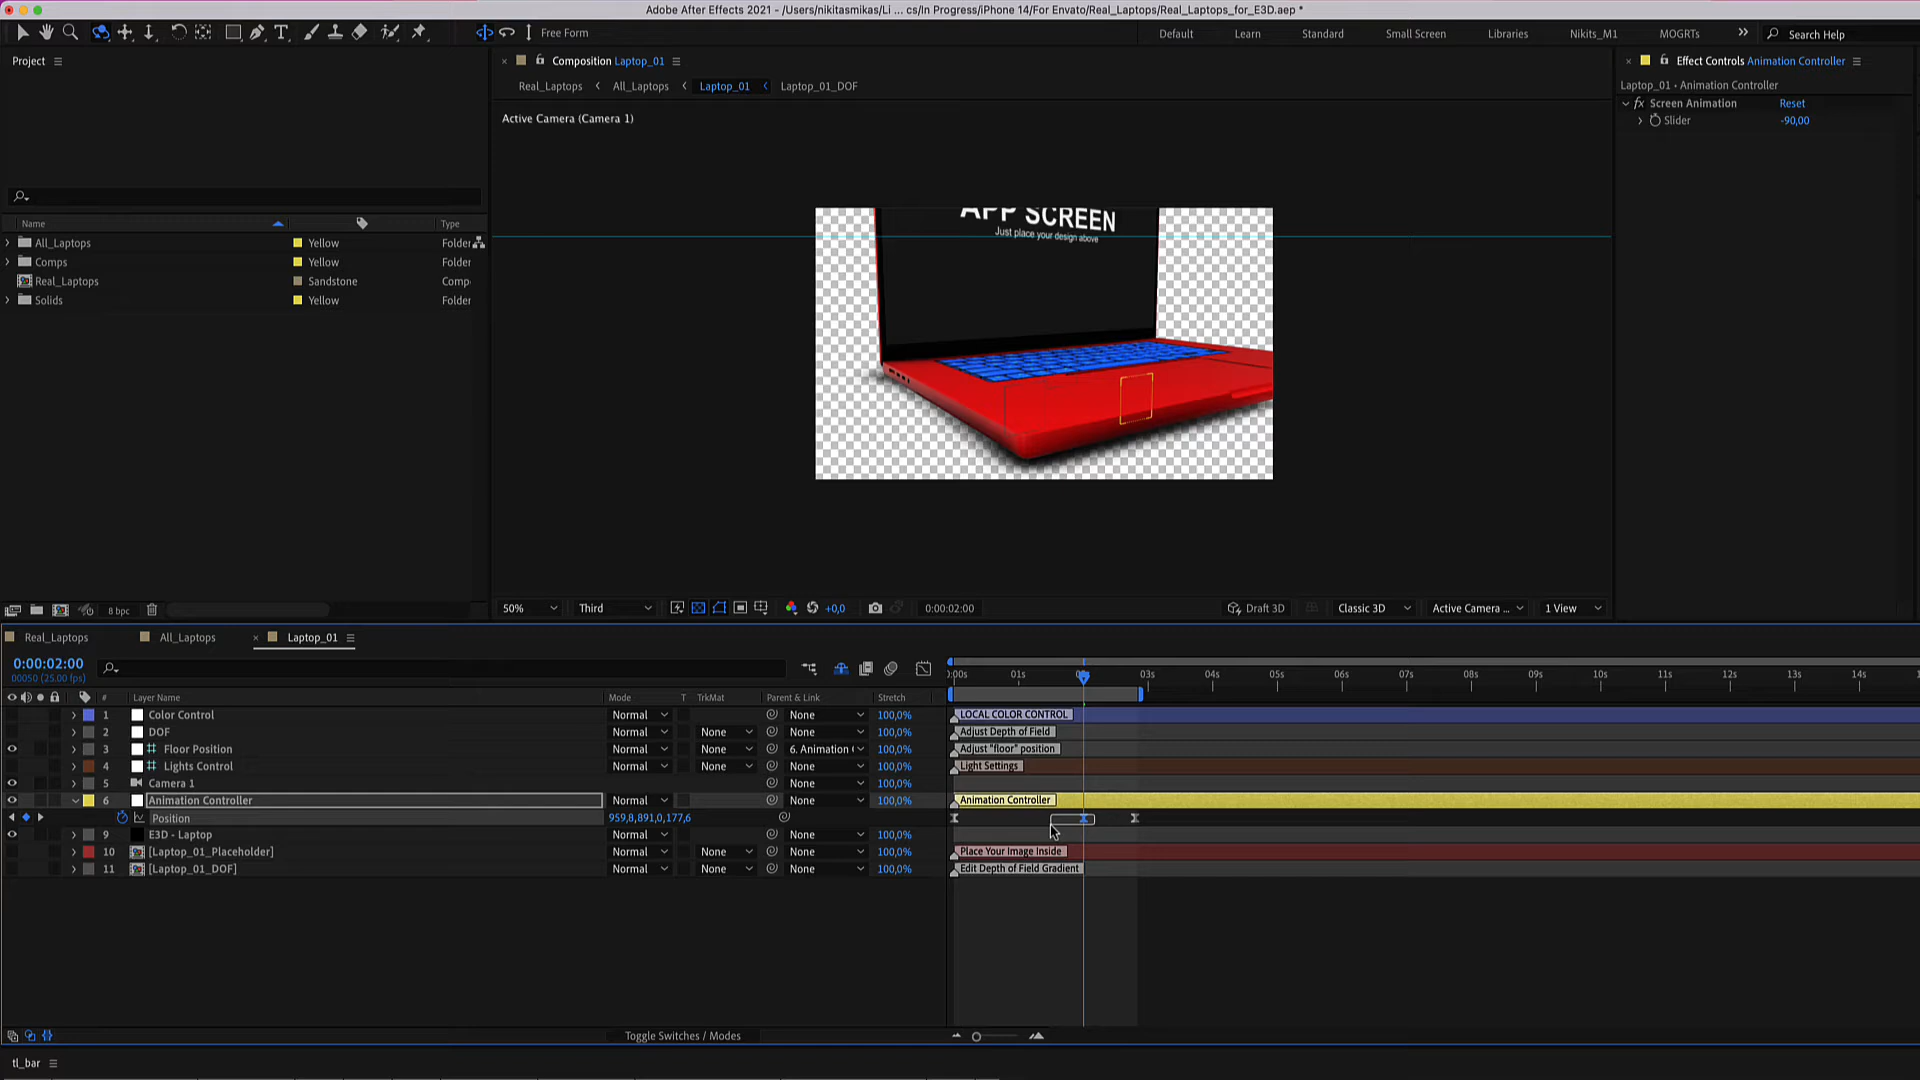 Adobe After Effects 2021 - /Users/nikitasmikas/Li ... cs/In Progress/iPhone 14/For Envato/Real_Laptops/Real_Laptops_for_E3D.aep *
Free Form
Default Learn Standard Small Screen Libraries Nikits_M1 MOGRTs Search Help
Project
Composition Laptop_01
Effect Controls Animation Controller
Real_Laptops All_Laptops Laptop_01 Laptop_01_DOF
Laptop_01 • Animation Controller
fx Screen Animation Reset
Slider -90,00
Active Camera (Camera 1)
APP SCREEN
Just place your design above
Name Type
All_Laptops Yellow Folder
Comps Yellow Folder
Real_Laptops Sandstone Comp
Solids Yellow Folder
8 bpc
50% Third +0,0 0:00:02:00 Draft 3D Classic 3D Active Camera ... 1 View
Real_Laptops All_Laptops Laptop_01
0:00:02:00
00050 (25.00 fps)
01s 03s 04s 05s 06s 07s 08s 09s 10s 11s 12s 13s 14s
# Layer Name Mode T TrkMat Parent & Link Stretch
1 Color Control Normal None 100,0% LOCAL COLOR CONTROL
2 DOF Normal None None 100,0% Adjust Depth of Field
3 Floor Position Normal None 6. Animation 100,0% Adjust "floor" position
4 Lights Control Normal None None 100,0% Light Settings
5 Camera 1 None 100,0%
6 Animation Controller Normal None 100,0% Animation Controller
Position 959,8,891,0,177,6
9 E3D - Laptop Normal None 100,0%
10 [Laptop_01_Placeholder] Normal None None 100,0% Place Your Image Inside
11 [Laptop_01_DOF] Normal None None 100,0% Edit Depth of Field Gradient
Toggle Switches / Modes
tl_bar